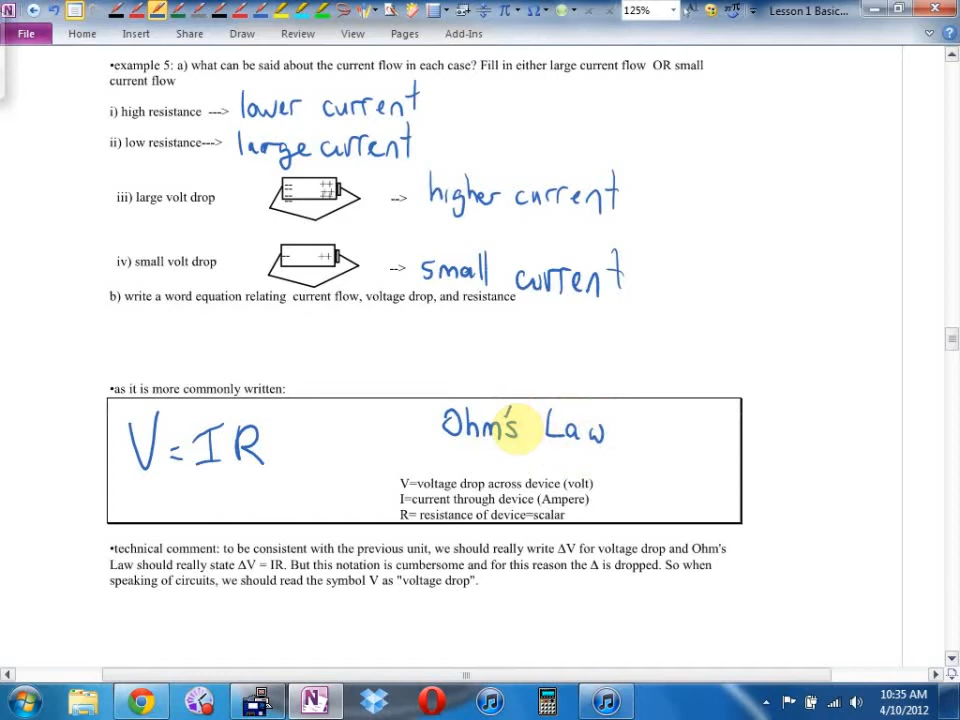 125%
Lesson 1 Basic...
File Home Insert Share Draw Review View Pages Add-Ins
•example 5: a) what can be said about the current flow in each case? Fill in either large current flow OR small
current flow
i) high resistance ---> lower current
ii) low resistance---> large current
iii) large volt drop --> higher current
iv) small volt drop --> small current
b) write a word equation relating current flow, voltage drop, and resistance
•as it is more commonly written:
V=IR Ohm's Law
V=voltage drop across device (volt)
I=current through device (Ampere)
R= resistance of device=scalar
•technical comment: to be consistent with the previous unit, we should really write ΔV for voltage drop and Ohm's
Law should really state ΔV = IR. But this notation is cumbersome and for this reason the Δ is dropped. So when
speaking of circuits, we should read the symbol V as "voltage drop".
10:35 AM
4/10/2012